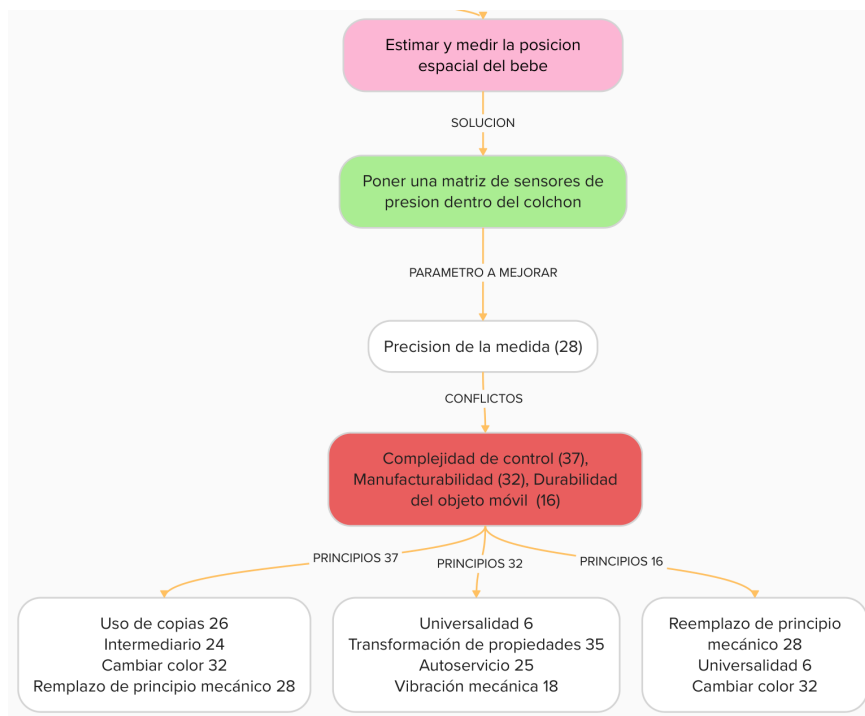 Estimar y medir la posicion
espacial del bebe
SOLUCION
Poner una matriz de sensores de
presion dentro del colchon
PARAMETRO A MEJORAR
Precision de la medida (28)
CONFLICTOS
Complejidad de control (37),
Manufacturabilidad (32), Durabilidad
del objeto móvil (16)
PRINCIPIOS 37
PRINCIPIOS 32
PRINCIPIOS 16
Uso de copias 26
Intermediario 24
Cambiar color 32
Remplazo de principio mecánico 28
Universalidad 6
Transformación de propiedades 35
Autoservicio 25
Vibración mecánica 18
Reemplazo de principio
mecánico 28
Universalidad 6
Cambiar color 32